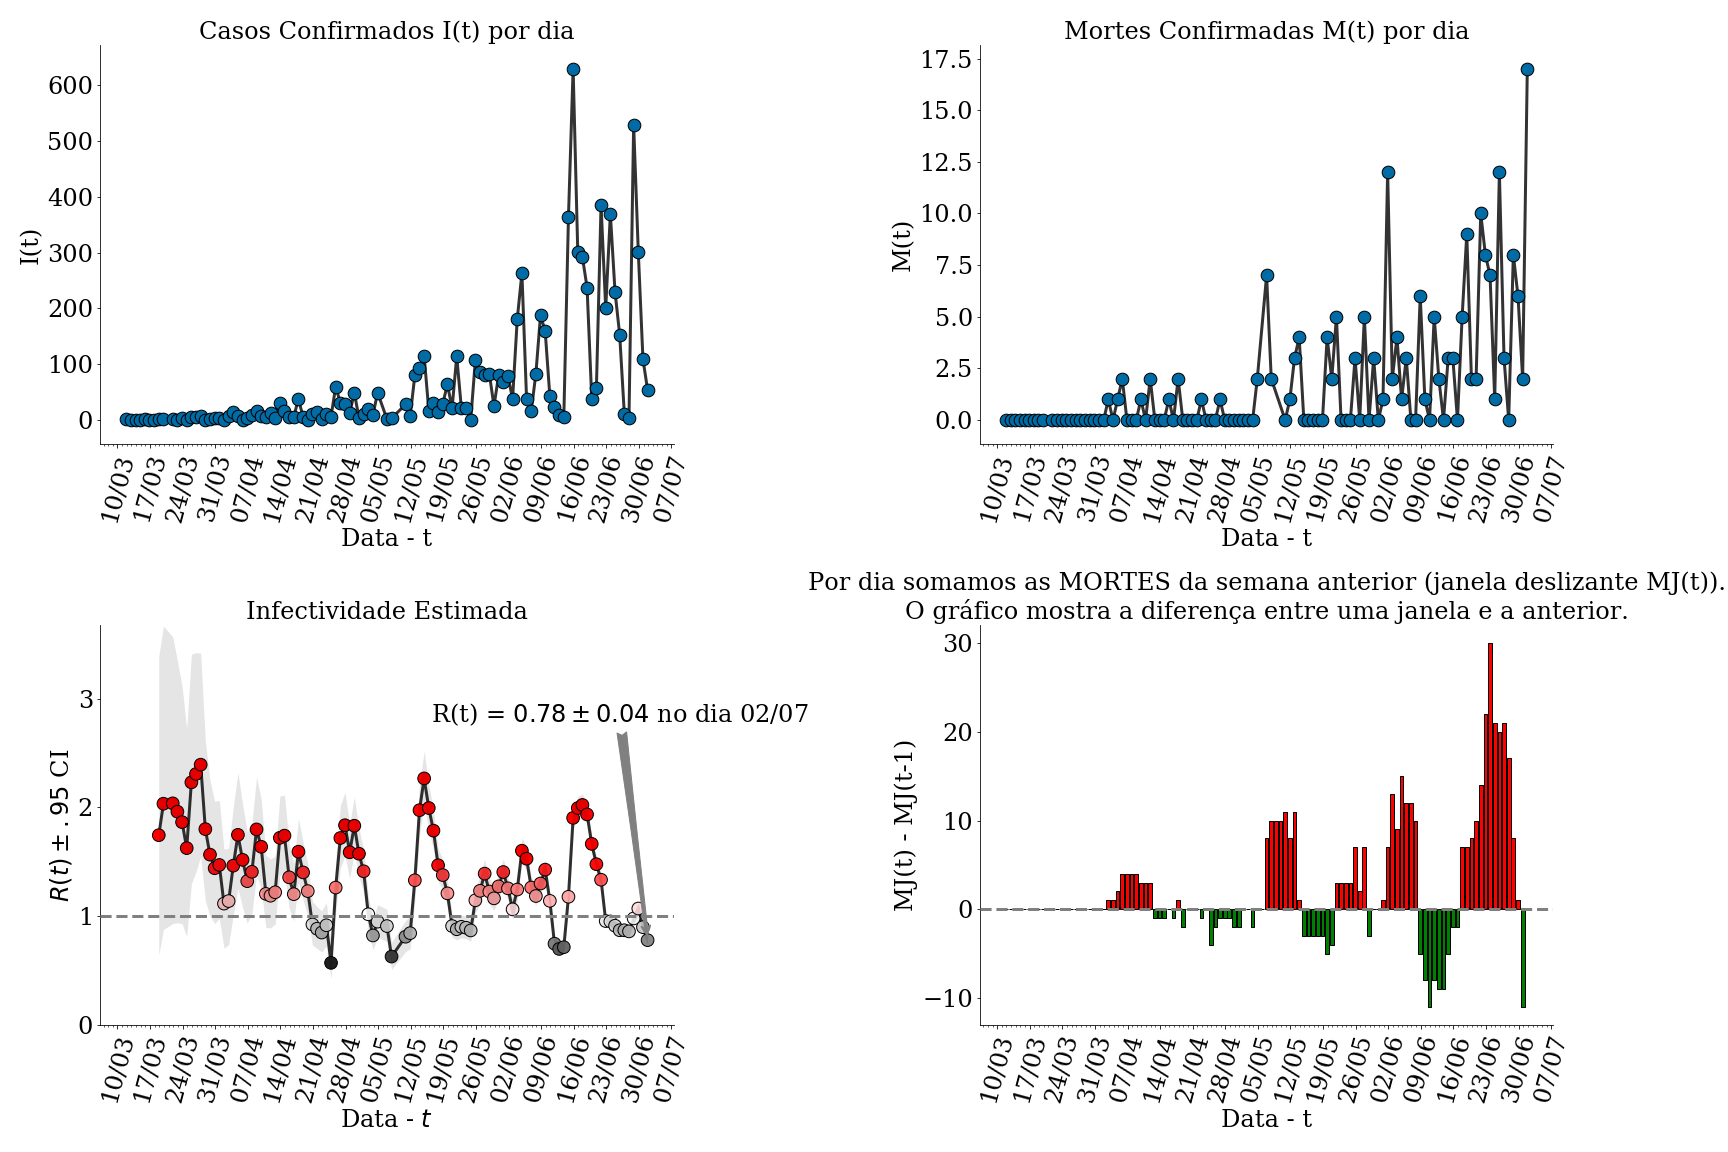 Casos Confirmados I(t) por dia
600
500
400
300
200
100
0
I(t)
10/03 17/03 24/03 31/03 07/04 14/04 21/04 28/04 05/05 12/05 19/05 26/05 02/06 09/06 16/06 23/06 30/06 07/07
Data - t
Mortes Confirmadas M(t) por dia
17.5
15.0
12.5
10.0
7.5
5.0
2.5
0.0
M(t)
10/03 17/03 24/03 31/03 07/04 14/04 21/04 28/04 05/05 12/05 19/05 26/05 02/06 09/06 16/06 23/06 30/06 07/07
Data - t
Infectividade Estimada
3
2
1
0
R(t) ± .95 CI
R(t) = 0.78 ± 0.04 no dia 02/07
10/03 17/03 24/03 31/03 07/04 14/04 21/04 28/04 05/05 12/05 19/05 26/05 02/06 09/06 16/06 23/06 30/06 07/07
Data - t
Por dia somamos as MORTES da semana anterior (janela deslizante MJ(t)).
O gráfico mostra a diferença entre uma janela e a anterior.
30
20
10
0
−10
MJ(t) - MJ(t-1)
10/03 17/03 24/03 31/03 07/04 14/04 21/04 28/04 05/05 12/05 19/05 26/05 02/06 09/06 16/06 23/06 30/06 07/07
Data - t